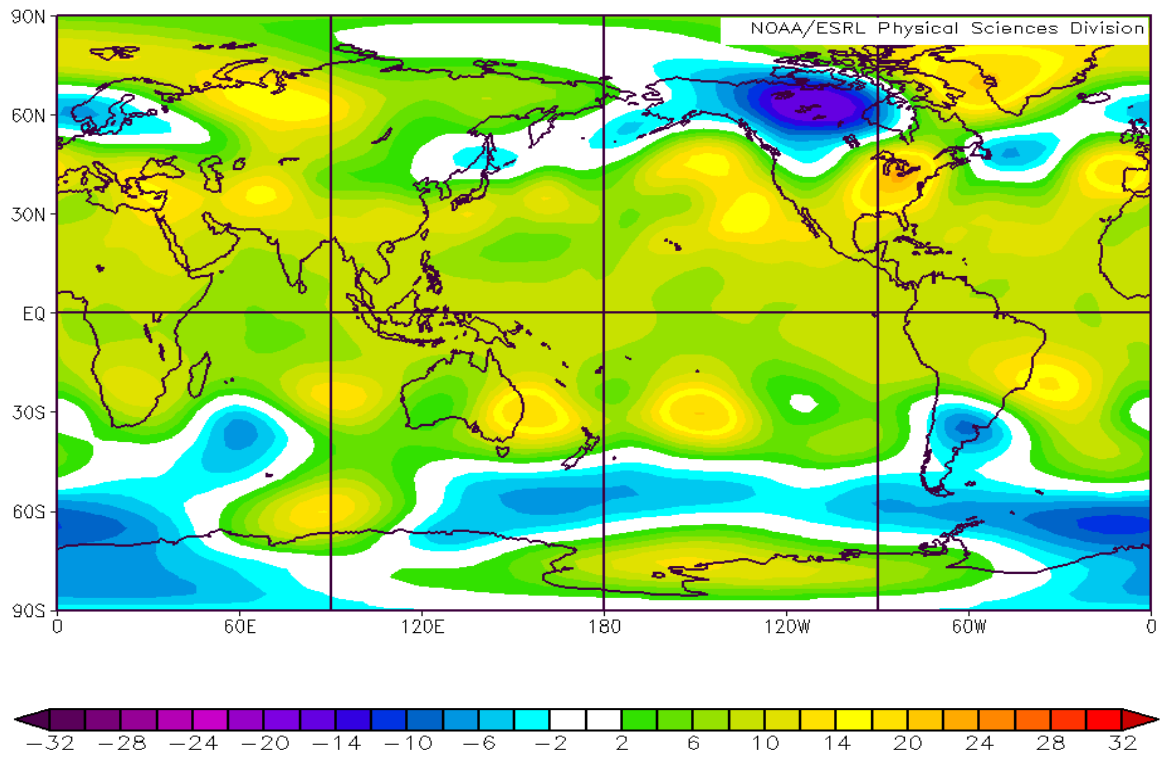 90N
NOAA/ESRL Physical Sciences Division
60N
30N
EQ
30S
60S
90S
0 60E 120E 180 120W 60W 0
−32 −28 −24 −20 −14 −10 −6 −2 2 6 10 14 20 24 28 32